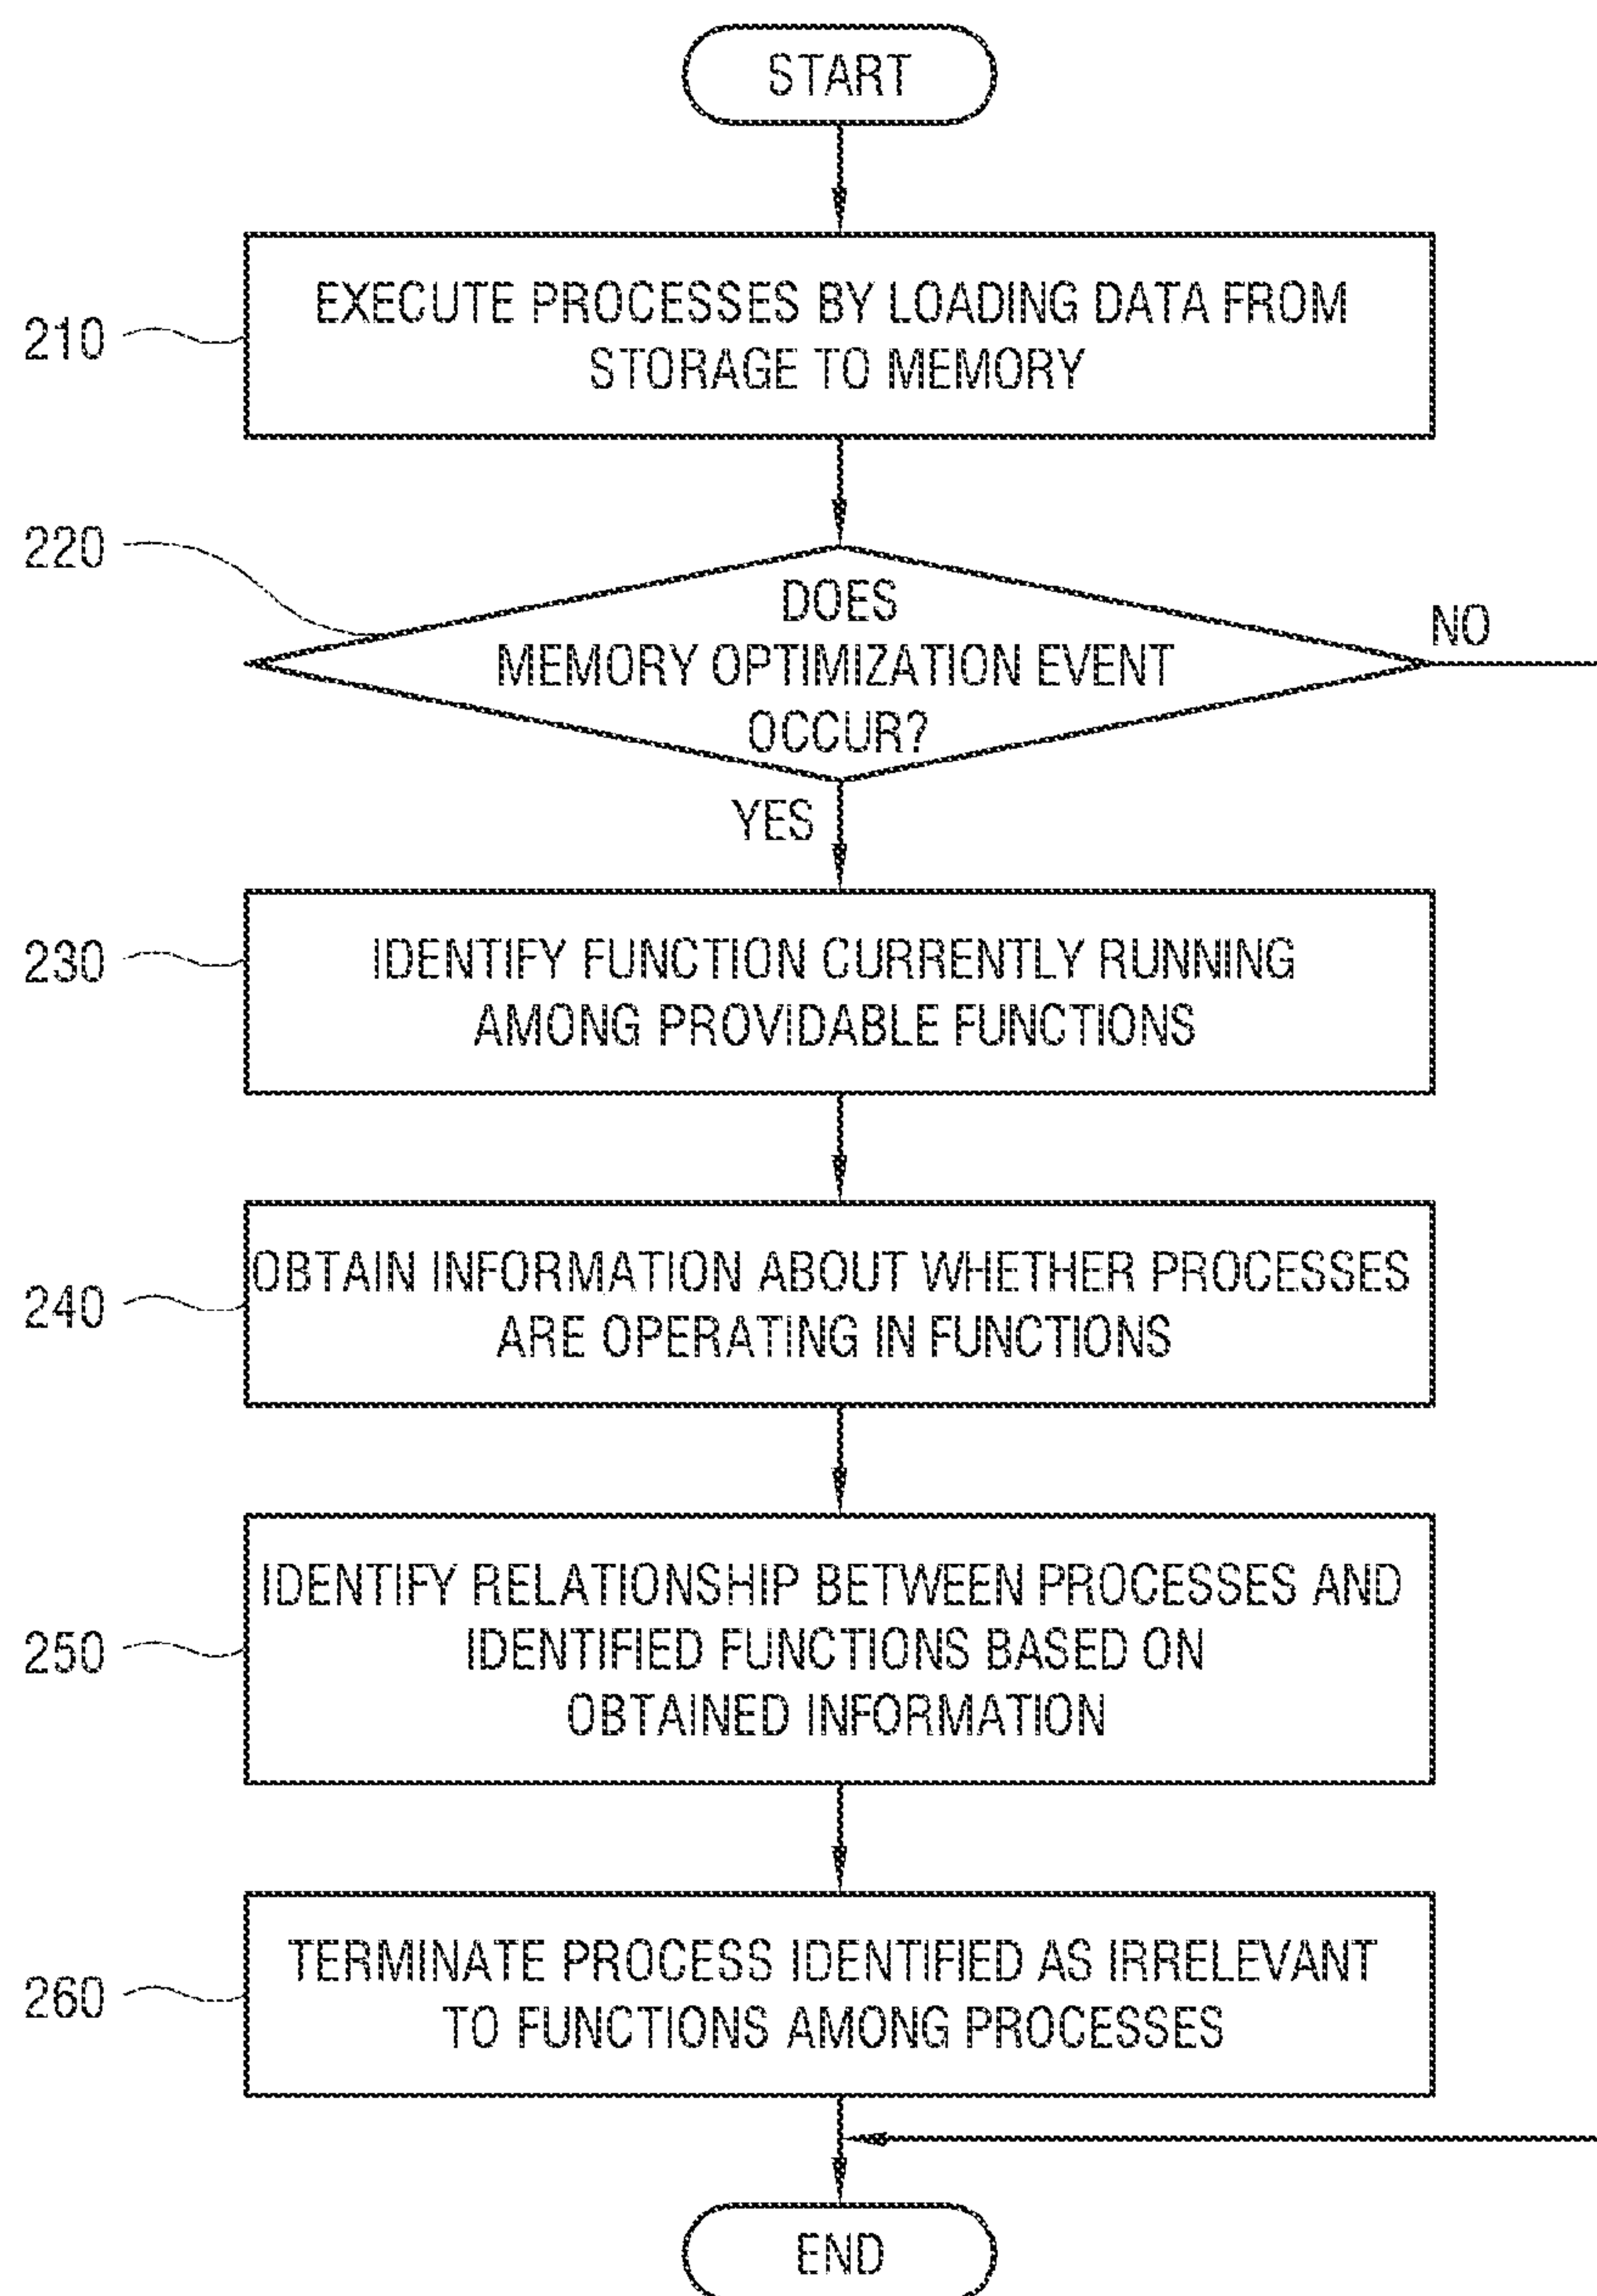 START
210
EXECUTE PROCESSES BY LOADING DATA FROM
STORAGE TO MEMORY
220
DOES
MEMORY OPTIMIZATION EVENT
OCCUR?
NO
YES
230
IDENTIFY FUNCTION CURRENTLY RUNNING
AMONG PROVIDABLE FUNCTIONS
240
OBTAIN INFORMATION ABOUT WHETHER PROCESSES
ARE OPERATING IN FUNCTIONS
250
IDENTIFY RELATIONSHIP BETWEEN PROCESSES AND
IDENTIFIED FUNCTIONS BASED ON
OBTAINED INFORMATION
260
TERMINATE PROCESS IDENTIFIED AS IRRELEVANT
TO FUNCTIONS AMONG PROCESSES
END